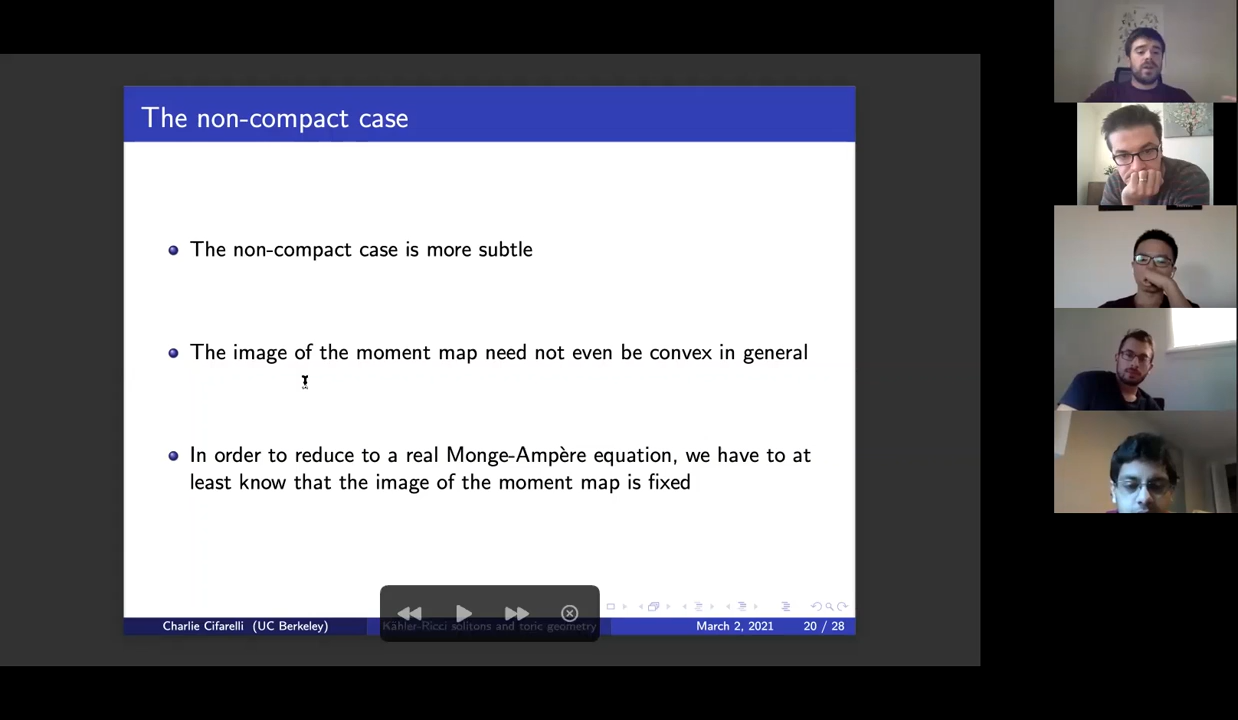 The non-compact case
The non-compact case is more subtle
The image of the moment map need not even be convex in general
In order to reduce to a real Monge-Ampère equation, we have to at
least know that the image of the moment map is fixed
Charlie Cifarelli (UC Berkeley)
Kähler-Ricci solitons and toric geometry
March 2, 2021
20 / 28